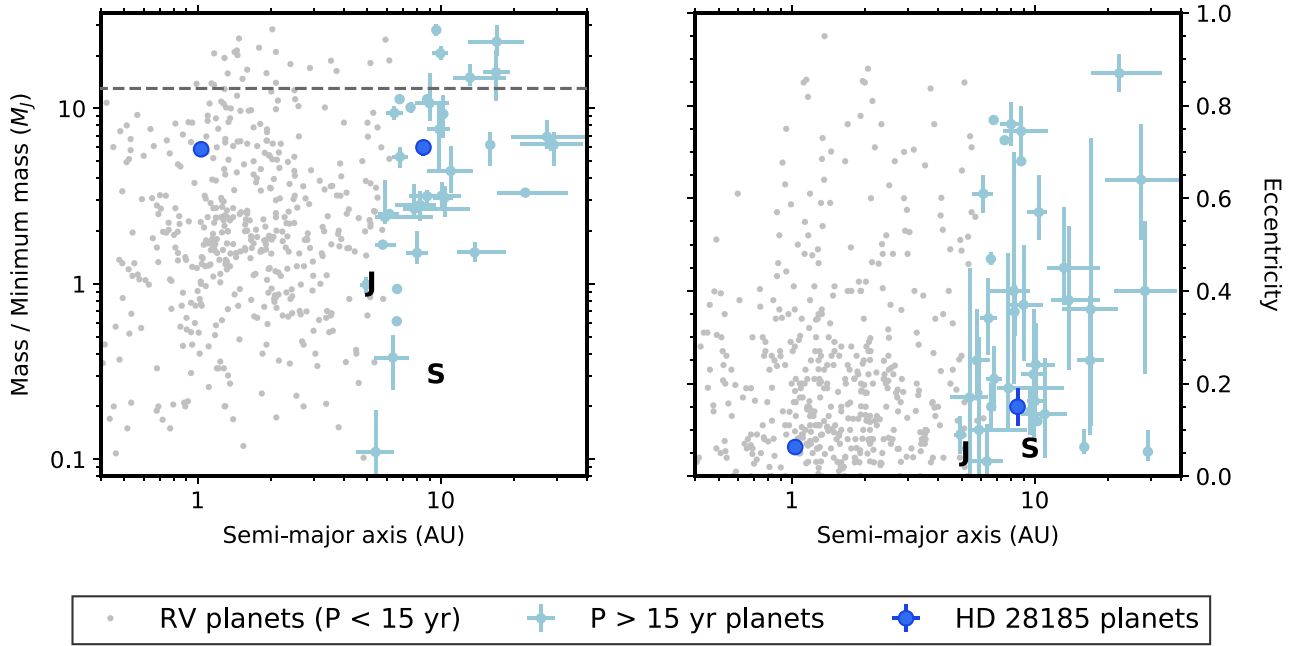 Mass / Minimum mass (M_J)
10
1
0.1
J
S
1
10
Semi-major axis (AU)
1.0
0.8
0.6
0.4
0.2
0.0
Eccentricity
J
S
1
10
Semi-major axis (AU)
RV planets (P < 15 yr)
P > 15 yr planets
HD 28185 planets